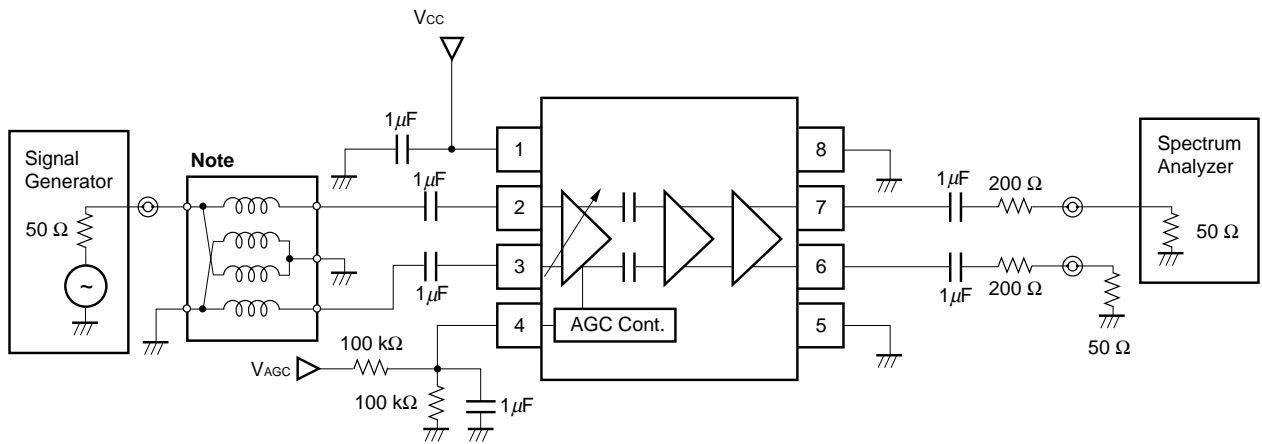 VCC
1μF
1
8
Signal
Generator
50 Ω
~
Note
1μF
2
7
1μF
200 Ω
Spectrum
Analyzer
50 Ω
1μF
3
6
1μF
200 Ω
50 Ω
4
AGC Cont.
5
VAGC
100 kΩ
100 kΩ
1μF